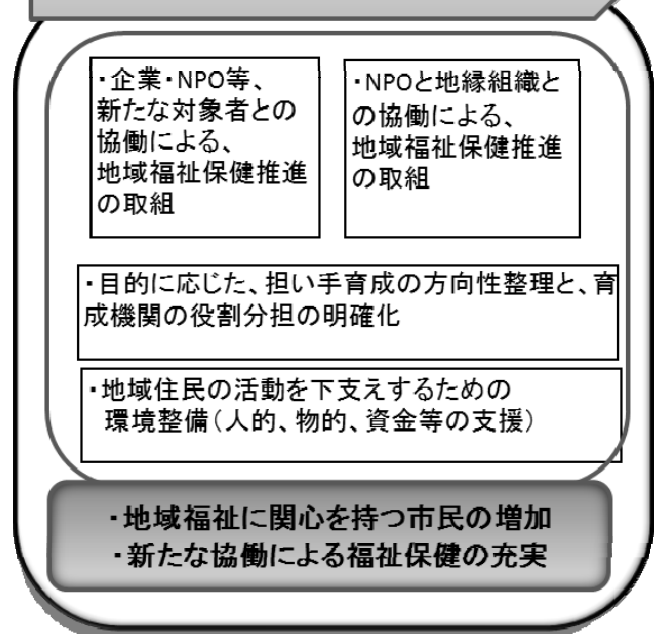 ・企業・NPO等、
新たな対象者との
協働による、
地域福祉保健推進
の取組
・NPOと地縁組織と
の協働による、
地域福祉保健推進
の取組
・目的に応じた、担い手育成の方向性整理と、育
成機関の役割分担の明確化
・地域住民の活動を下支えするための
環境整備（人的、物的、資金等の支援）
・地域福祉に関心を持つ市民の増加
・新たな協働による福祉保健の充実